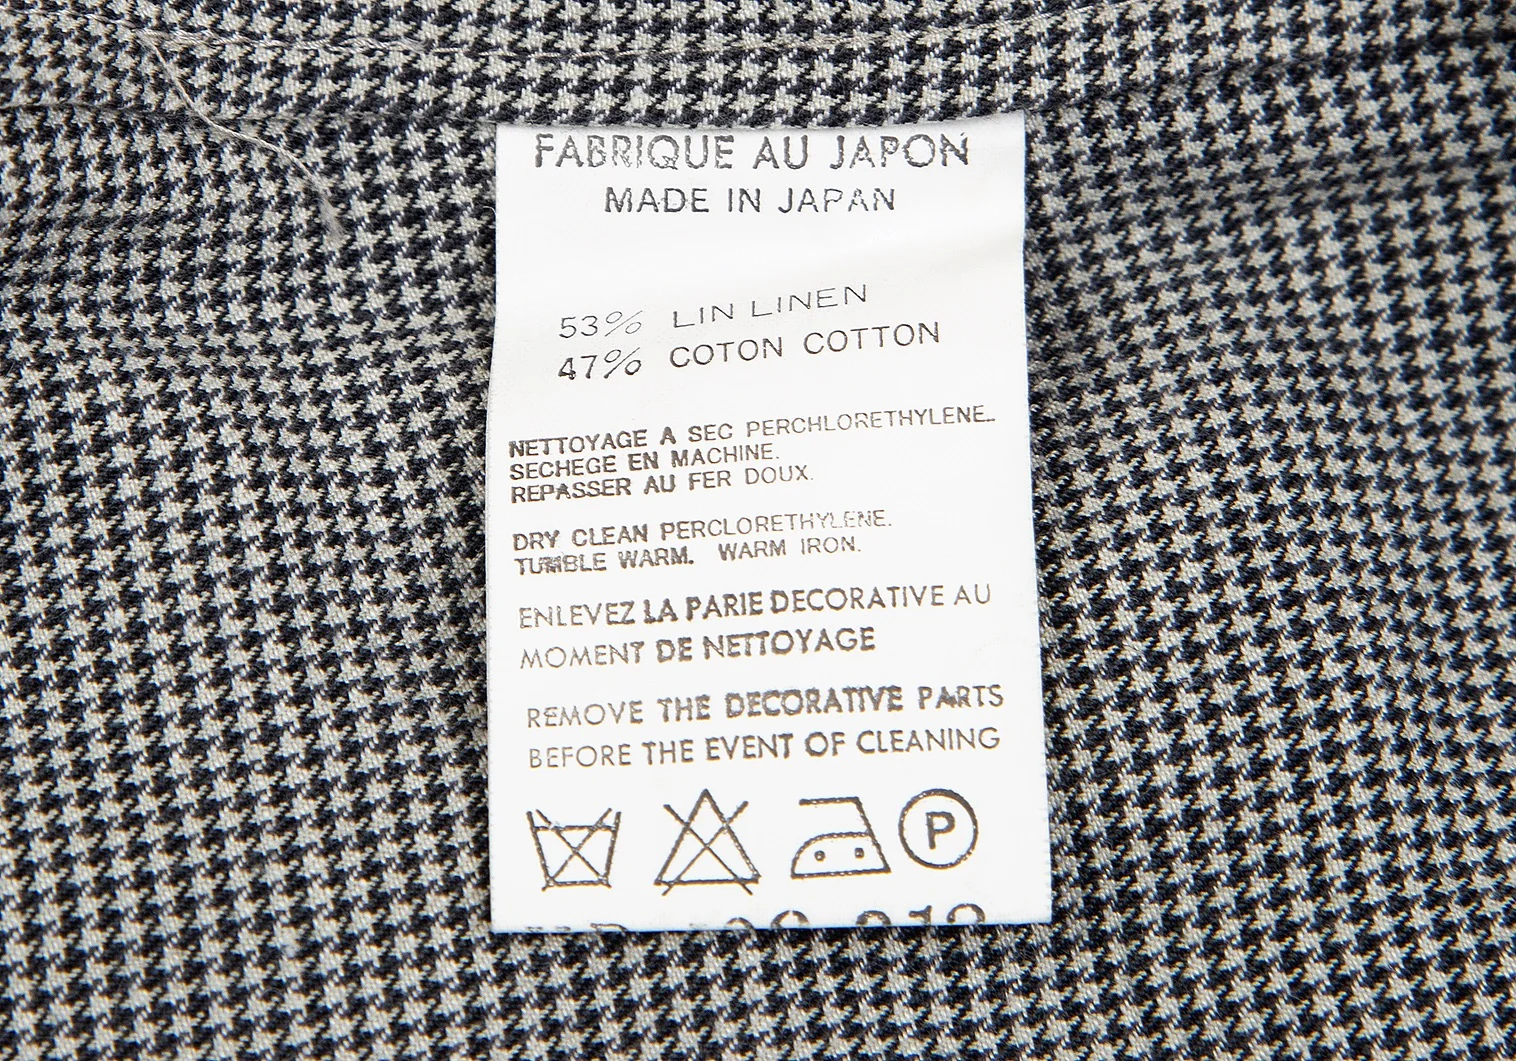 FABRIQUE AU JAPON
MADE IN JAPAN
53% LIN LINEN
47% COTON COTTON
NETTOYAGE A SEC PERCHLORETHYLENE.
SECHEGE EN MACHINE.
REPASSER AU FER DOUX.
DRY CLEAN PERCLORETHYLENE.
TUMBLE WARM. WARM IRON.
ENLEVEZ LA PARIE DECORATIVE AU
MOMENT DE NETTOYAGE
REMOVE THE DECORATIVE PARTS
BEFORE THE EVENT OF CLEANING
P